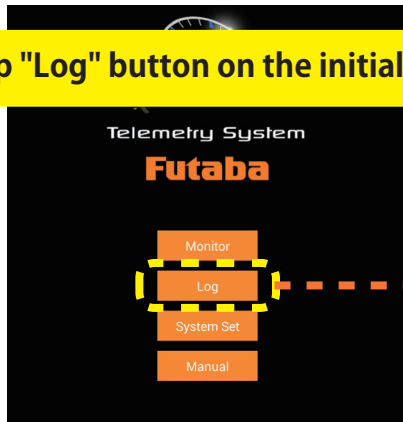 "Log" button on the initial
Telemetry System
Futaba
Monitor
Log
System Set
Manual